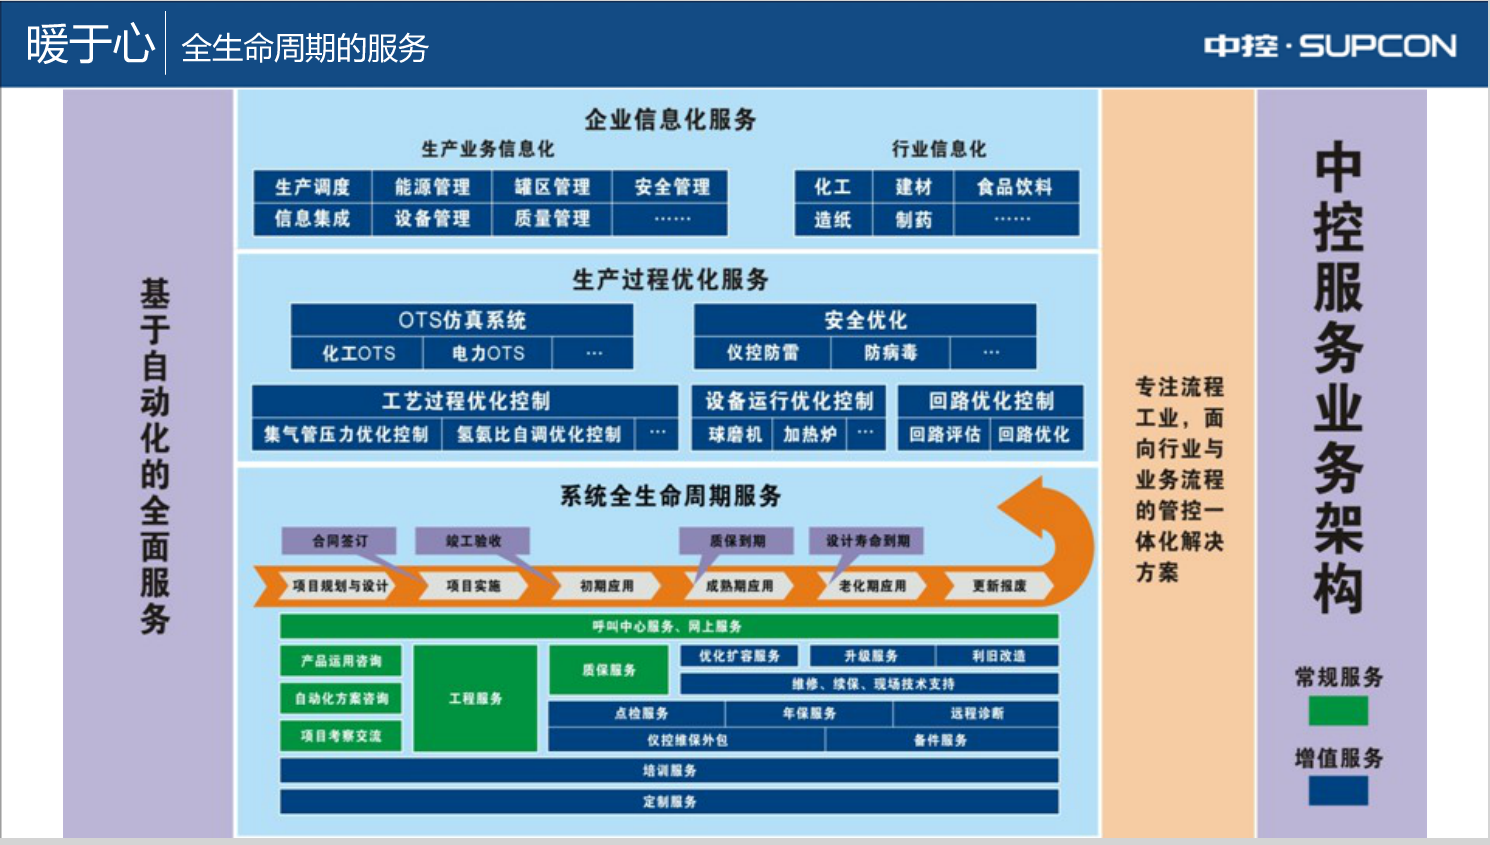 暖于心 全生命周期的服务
中控·SUPCON
基于自动化的全面服务
企业信息化服务
生产业务信息化
生产调度 能源管理 罐区管理 安全管理
信息集成 设备管理 质量管理 ……
行业信息化
化工 建材 食品饮料
造纸 制药 ……
生产过程优化服务
OTS仿真系统
化工OTS 电力OTS …
安全优化
仪控防雷 防病毒 …
工艺过程优化控制
集气管压力优化控制 氢氨比自调优化控制 …
设备运行优化控制
球磨机 加热炉 …
回路优化控制
回路评估 回路优化
系统全生命周期服务
合同签订 竣工验收 质保到期 设计寿命到期
项目规划与设计 项目实施 初期应用 成熟期应用 老化期应用 更新报废
呼叫中心服务、网上服务
产品运用咨询
自动化方案咨询
项目考察交流
工程服务
质保服务
优化扩容服务 升级服务 利旧改造
维修、续保、现场技术支持
点检服务 年保服务 远程诊断
仪控维保外包 备件服务
培训服务
定制服务
专注流程
工业，面
向行业与
业务流程
的管控一
体化解决
方案
中控服务业务架构
常规服务
增值服务